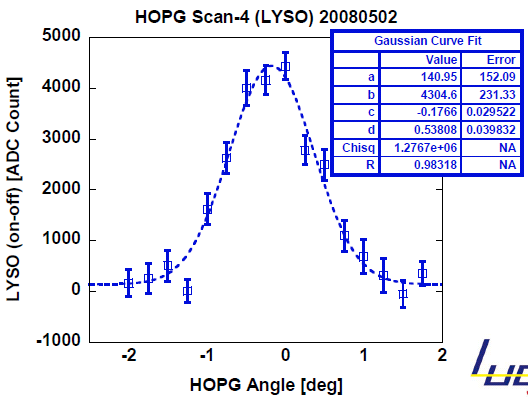 HOPG Scan-4 (LYSO) 20080502
5000
4000
3000
2000
1000
0
-1000
LYSO (on-off) [ADC Count]
Gaussian Curve Fit
Value Error
a 140.95 152.09
b 4304.6 231.33
c -0.1766 0.029522
d 0.53808 0.039832
Chisq 1.2767e+06 NA
R 0.98318 NA
-2 -1 0 1 2
HOPG Angle [deg]